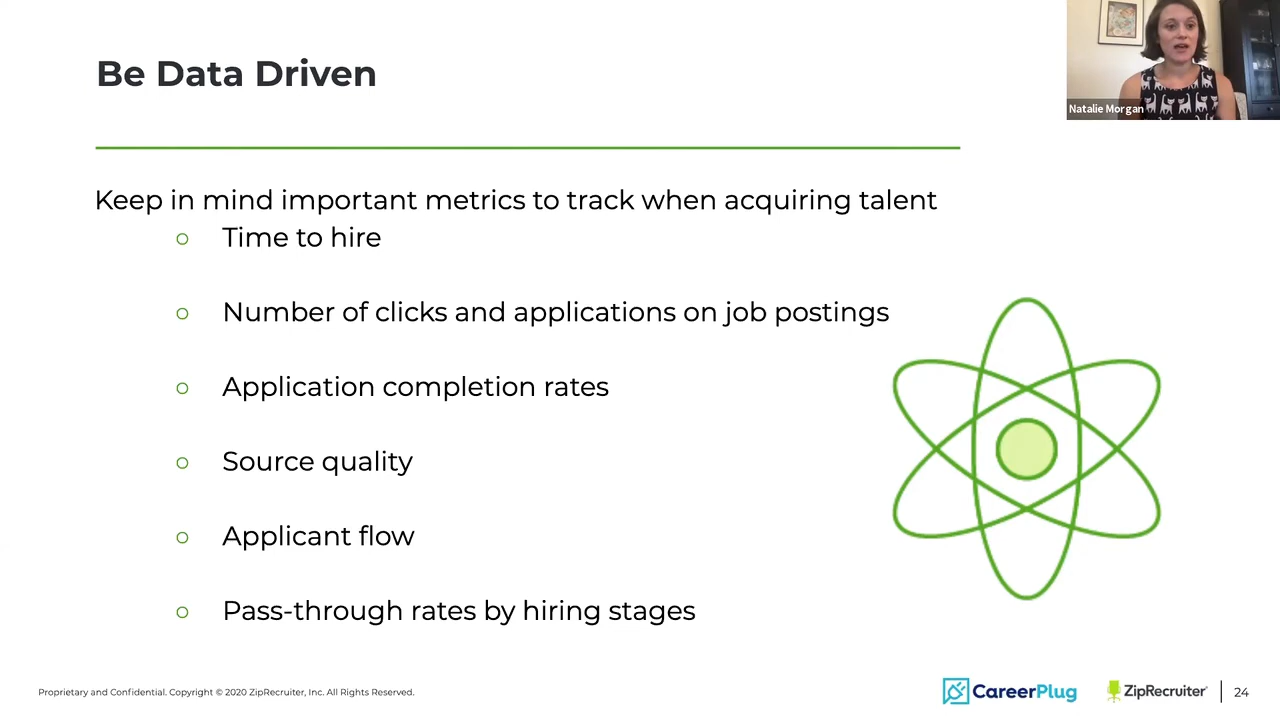 Be Data Driven
Natalie Morgan
Keep in mind important metrics to track when acquiring talent
○ Time to hire
○ Number of clicks and applications on job postings
○ Application completion rates
○ Source quality
○ Applicant flow
○ Pass-through rates by hiring stages
Proprietary and Confidential. Copyright © 2020 ZipRecruiter, Inc. All Rights Reserved.
CareerPlug
ZipRecruiter
24